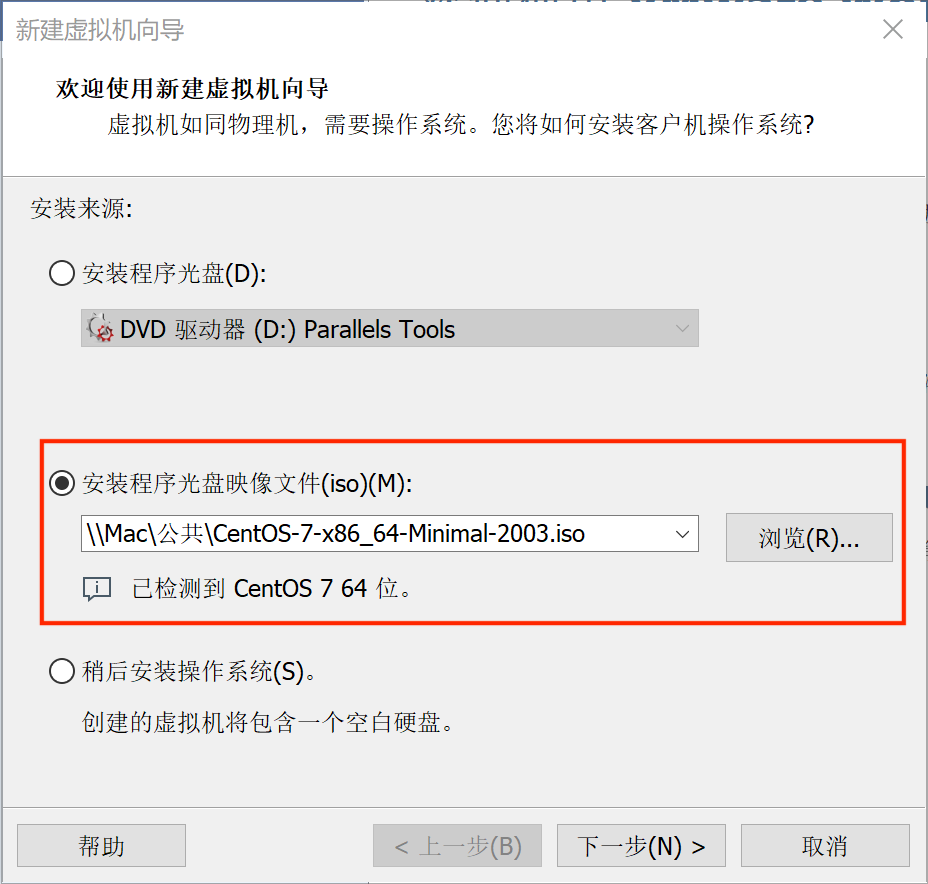 新建虚拟机向导
欢迎使用新建虚拟机向导
虚拟机如同物理机，需要操作系统。您将如何安装客户机操作系统?
安装来源:
安装程序光盘(D):
DVD 驱动器 (D:) Parallels Tools
安装程序光盘映像文件(iso)(M):
\\Mac\公共\CentOS-7-x86_64-Minimal-2003.iso
浏览(R)...
已检测到 CentOS 7 64 位。
稍后安装操作系统(S)。
创建的虚拟机将包含一个空白硬盘。
帮助
< 上一步(B)
下一步(N) >
取消